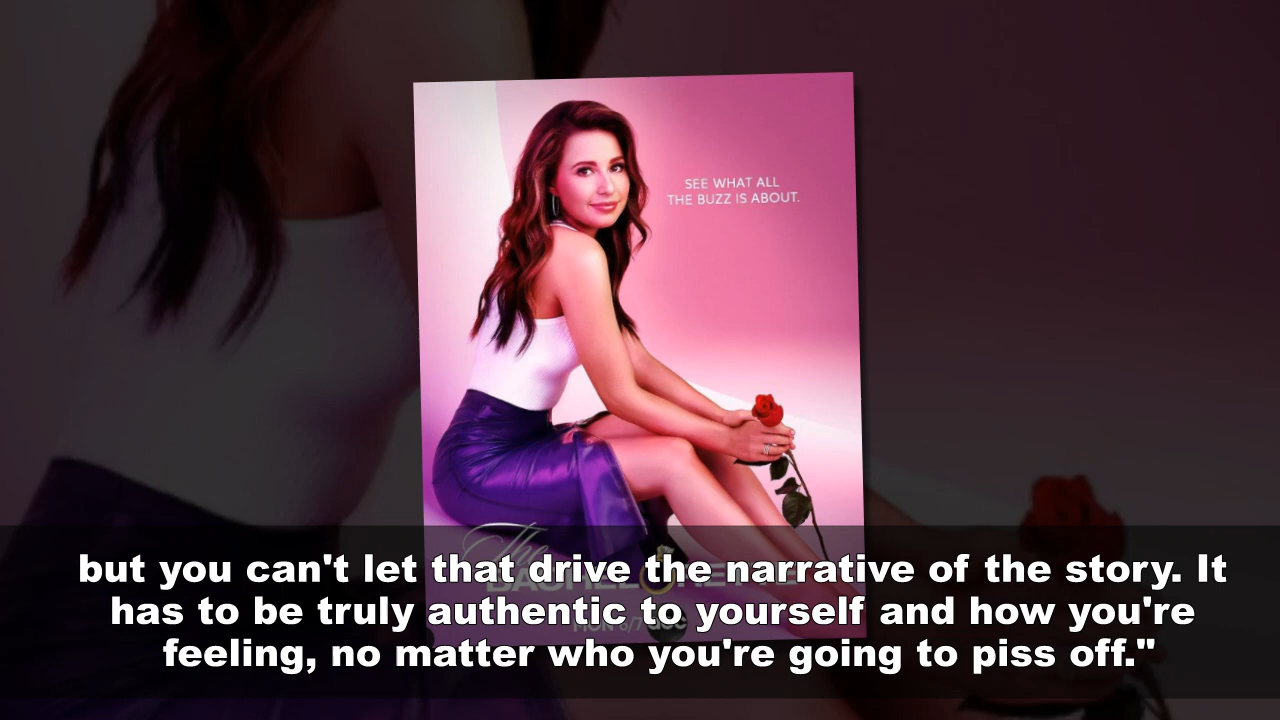 SEE WHAT ALL
THE BUZZ IS ABOUT.
The
but you can't let that drive the narrative of the story. It
has to be truly authentic to yourself and how you're
feeling, no matter who you're going to piss off."